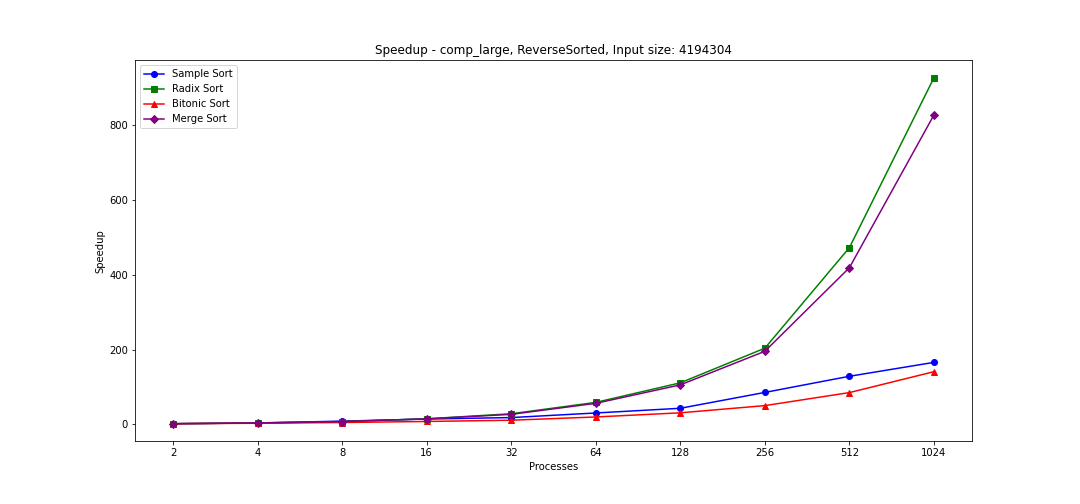 Speedup - comp_large, ReverseSorted, Input size: 4194304
Sample Sort
Radix Sort
Bitonic Sort
Merge Sort
Speedup
800
600
400
200
0
2 4 8 16 32 64 128 256 512 1024
Processes